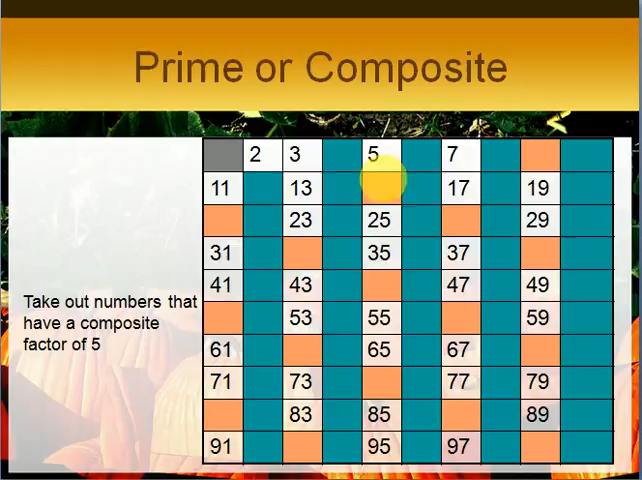 Prime or Composite
2 3 5 7
11 13 17 19
23 25 29
31 35 37
41 43 47 49
53 55 59
61 65 67
71 73 77 79
83 85 89
91 95 97
Take out numbers that
have a composite
factor of 5